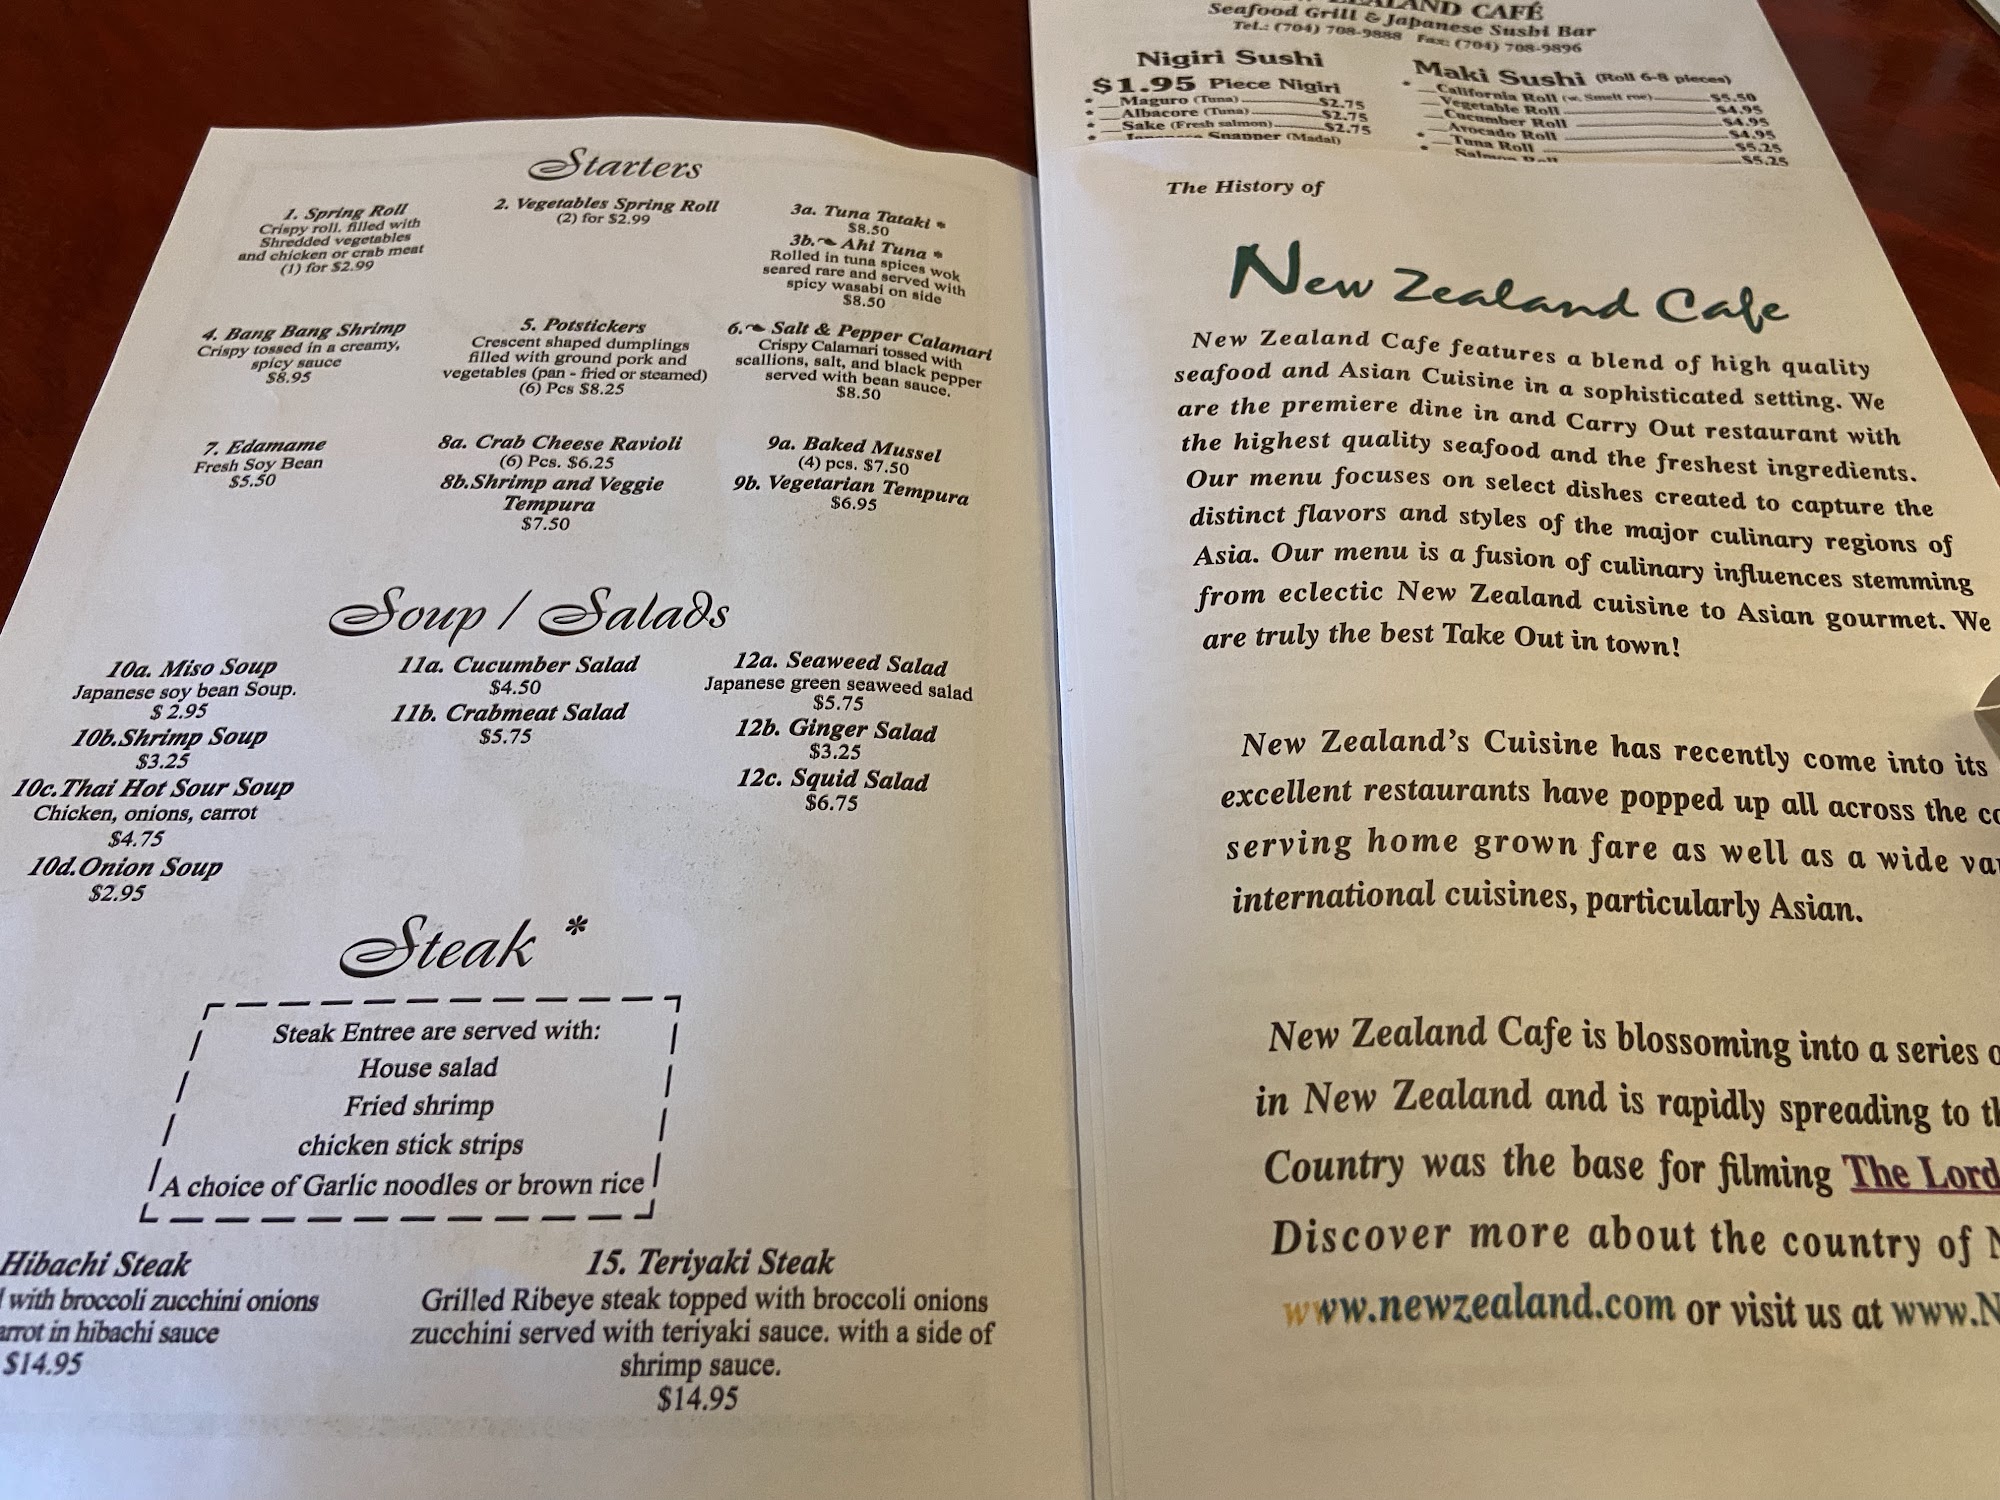 Starters
1. Spring Roll
Crispy roll, filled with
Shredded vegetables
and chicken or crab meat
(1) for $2.99
2. Vegetables Spring Roll
(2) for $2.99
3a. Tuna Tataki *
$8.50
3b. Ahi Tuna *
Rolled in tuna spices wok
seared rare and served with
spicy wasabi on side
$8.50
4. Bang Bang Shrimp
Crispy tossed in a creamy,
spicy sauce
$8.95
5. Potstickers
Crescent shaped dumplings
filled with ground pork and
vegetables (pan - fried or steamed)
(6) Pcs $8.25
6. Salt & Pepper Calamari
Crispy Calamari tossed with
scallions, salt, and black pepper
served with bean sauce.
$8.50
7. Edamame
Fresh Soy Bean
$5.50
8a. Crab Cheese Ravioli
(6) Pcs. $6.25
8b.Shrimp and Veggie
Tempura
$7.50
9a. Baked Mussel
(4) pcs. $7.50
9b. Vegetarian Tempura
$6.95
Soup / Salads
10a. Miso Soup
Japanese soy bean Soup.
$ 2.95
10b.Shrimp Soup
$3.25
10c.Thai Hot Sour Soup
Chicken, onions, carrot
$4.75
10d.Onion Soup
$2.95
11a. Cucumber Salad
$4.50
11b. Crabmeat Salad
$5.75
12a. Seaweed Salad
Japanese green seaweed salad
$5.75
12b. Ginger Salad
$3.25
12c. Squid Salad
$6.75
Steak *
Steak Entree are served with:
House salad
Fried shrimp
chicken stick strips
A choice of Garlic noodles or brown rice
Hibachi Steak
with broccoli zucchini onions
in hibachi sauce
$14.95
15. Teriyaki Steak
Grilled Ribeye steak topped with broccoli onions
zucchini served with teriyaki sauce. with a side of
shrimp sauce.
$14.95
ZEALAND CAFÉ
Seafood Grill & Japanese Sushi Bar
Tel.: (704) 708-9888 Fax: (704) 708-9896
Nigiri Sushi
$1.95 Piece Nigiri
* Maguro (Tuna) $2.75
* Albacore (Tuna) $2.75
* Sake (Fresh salmon) $2.75
* Snapper (Madai)
Maki Sushi (Roll 6-8 pieces)
* California Roll (w. Smelt roe) $5.50
Vegetable Roll $4.95
Cucumber Roll $4.95
Avocado Roll $4.95
* Tuna Roll $5.25
* Salmon Roll $5.25
The History of
New Zealand Cafe
New Zealand Cafe features a blend of high quality
seafood and Asian Cuisine in a sophisticated setting. We
are the premiere dine in and Carry Out restaurant with
the highest quality seafood and the freshest ingredients.
Our menu focuses on select dishes created to capture the
distinct flavors and styles of the major culinary regions of
Asia. Our menu is a fusion of culinary influences stemming
from eclectic New Zealand cuisine to Asian gourmet. We
are truly the best Take Out in town!
New Zealand's Cuisine has recently come into its
excellent restaurants have popped up all across the
serving home grown fare as well as a wide
international cuisines, particularly Asian.
New Zealand Cafe is blossoming into a series
in New Zealand and is rapidly spreading to
Country was the base for filming The Lord
Discover more about the country of
www.newzealand.com or visit us at www.N